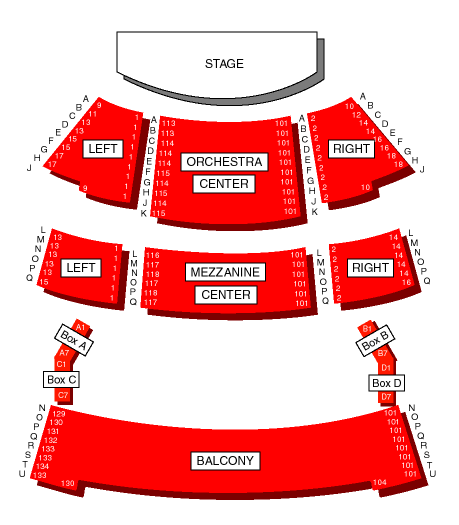 STAGE
A 9 1 A 113 101 A 2 10 A
B 11 1 B 114 101 B 2 12 B
C 13 1 C 114 101 C 2 14 C
D 13 1 D 114 101 D 2 14 D
E 15 1 E 115 101 E 2 16 E
F 15 1 F 114 101 F 2 16 F
G 17 1 G 115 101 G 2 18 G
H 17 1 H 114 101 H 2 18 H
J 9 1 J 115 101 J 2 10 J
K 115 101 K
LEFT
ORCHESTRA
CENTER
RIGHT
L 13 1 L 116 101 L 2 14 L
M 13 1 M 117 101 M 2 14 M
N 13 1 N 118 101 N 2 14 N
O 13 1 O 117 101 O 2 14 O
P 13 1 P 118 101 P 2 14 P
Q 15 1 Q 117 101 Q 2 16 Q
LEFT
MEZZANINE
CENTER
RIGHT
A1
Box A
A7
C1
Box C
C7
B1
Box B
B7
D1
Box D
D7
N 129 101 N
O 130 101 O
P 131 101 P
Q 132 101 Q
R 133 101 R
S 132 101 S
T 134 101 T
U 133 130 104 U
BALCONY